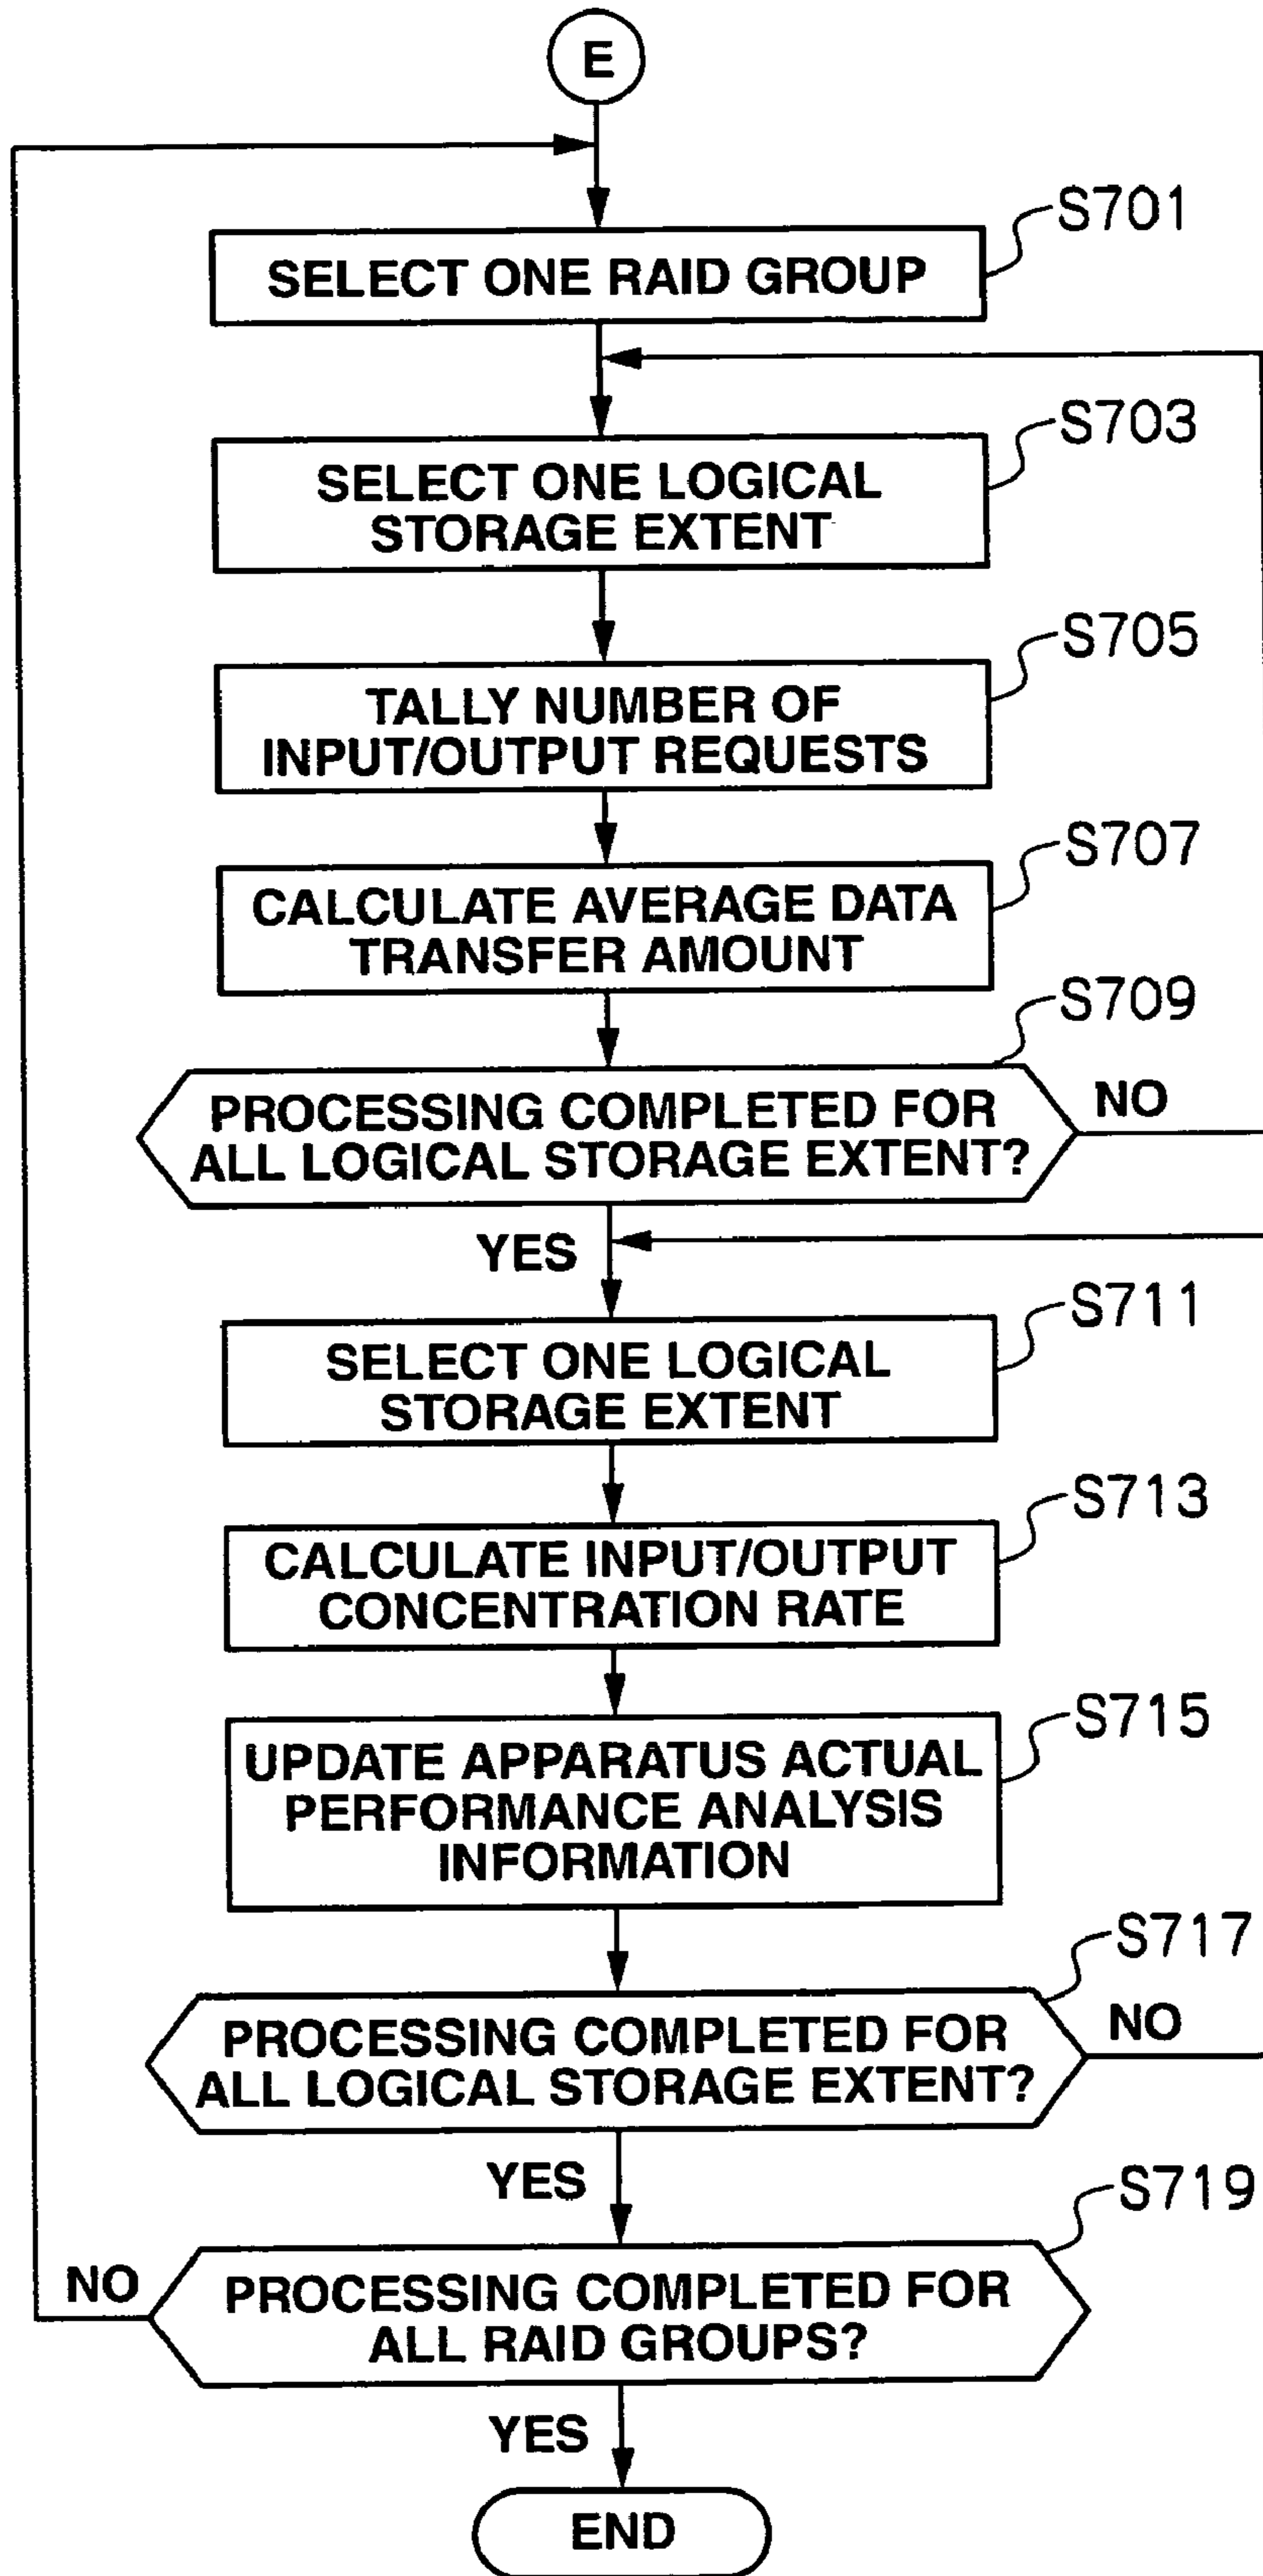 E
S701
SELECT ONE RAID GROUP
S703
SELECT ONE LOGICAL
STORAGE EXTENT
S705
TALLY NUMBER OF
INPUT/OUTPUT REQUESTS
S707
CALCULATE AVERAGE DATA
TRANSFER AMOUNT
S709
PROCESSING COMPLETED FOR
ALL LOGICAL STORAGE EXTENT?
NO
YES
S711
SELECT ONE LOGICAL
STORAGE EXTENT
S713
CALCULATE INPUT/OUTPUT
CONCENTRATION RATE
S715
UPDATE APPARATUS ACTUAL
PERFORMANCE ANALYSIS
INFORMATION
S717
PROCESSING COMPLETED FOR
ALL LOGICAL STORAGE EXTENT?
NO
YES
S719
NO
PROCESSING COMPLETED FOR
ALL RAID GROUPS?
YES
END